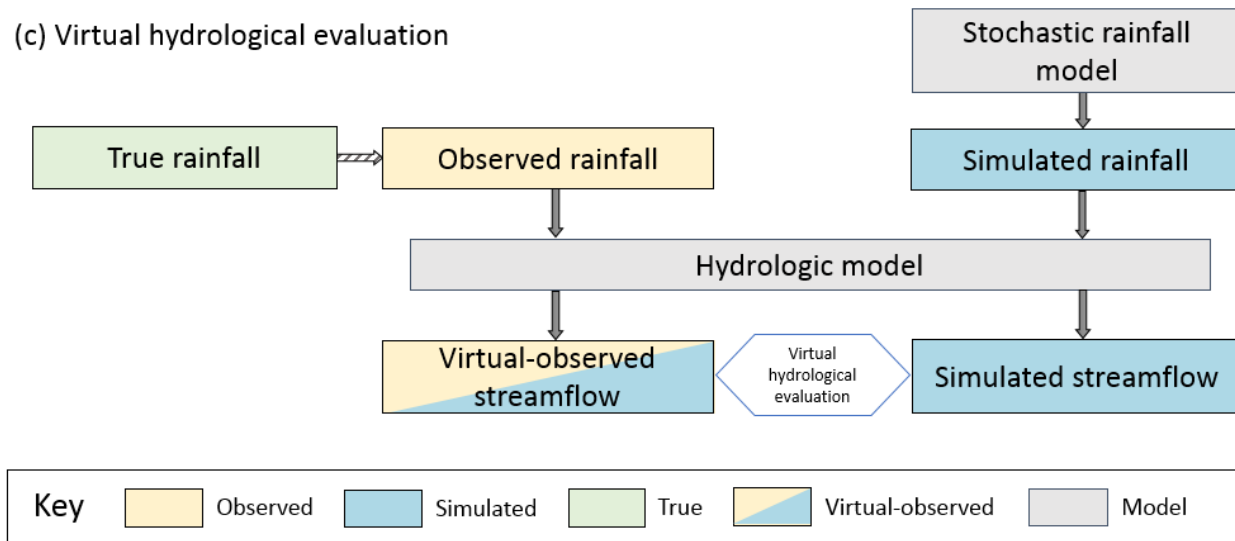 (c) Virtual hydrological evaluation
Stochastic rainfall
model
True rainfall
Observed rainfall
Simulated rainfall
Hydrologic model
Virtual-observed
streamflow
Virtual
hydrological
evaluation
Simulated streamflow
Key
Observed
Simulated
True
Virtual-observed
Model